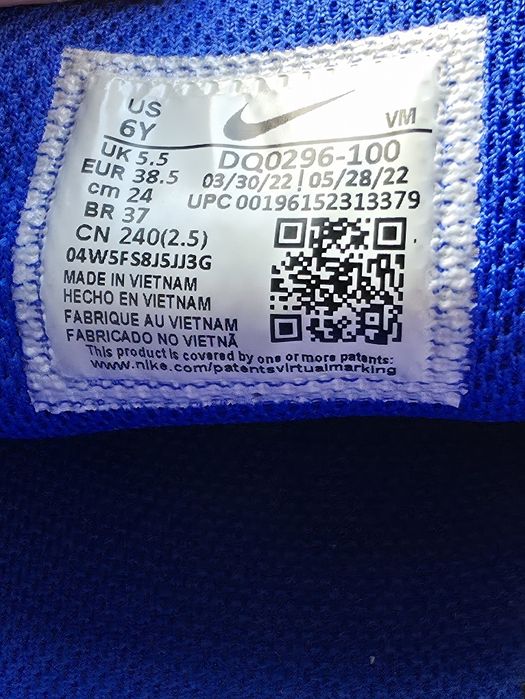 US
6Y
VM
UK 5.5
EUR 38.5
cm 24
BR 37
CN 240(2.5)
04W5FS8J5JJ3G
DQ0296-100
03/30/22 | 05/28/22
UPC 00196152313379
MADE IN VIETNAM
HECHO EN VIETNAM
FABRIQUE AU VIETNAM
FABRICADO NO VIETNÃ
This product is covered by one or more patents:
www.nike.com/patentsvirtualmarking